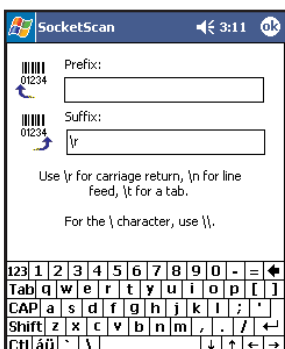 SocketScan 3:11 ok
Prefix:
01234
Suffix:
01234
\r
Use \r for carriage return, \n for line
feed, \t for a tab.
For the \ character, use \\.
123 1 2 3 4 5 6 7 8 9 0 - =
Tab q w e r t y u i o p [ ]
CAP a s d f g h j k l ; '
Shift z x c v b n m , . /
Ctl áü ` \